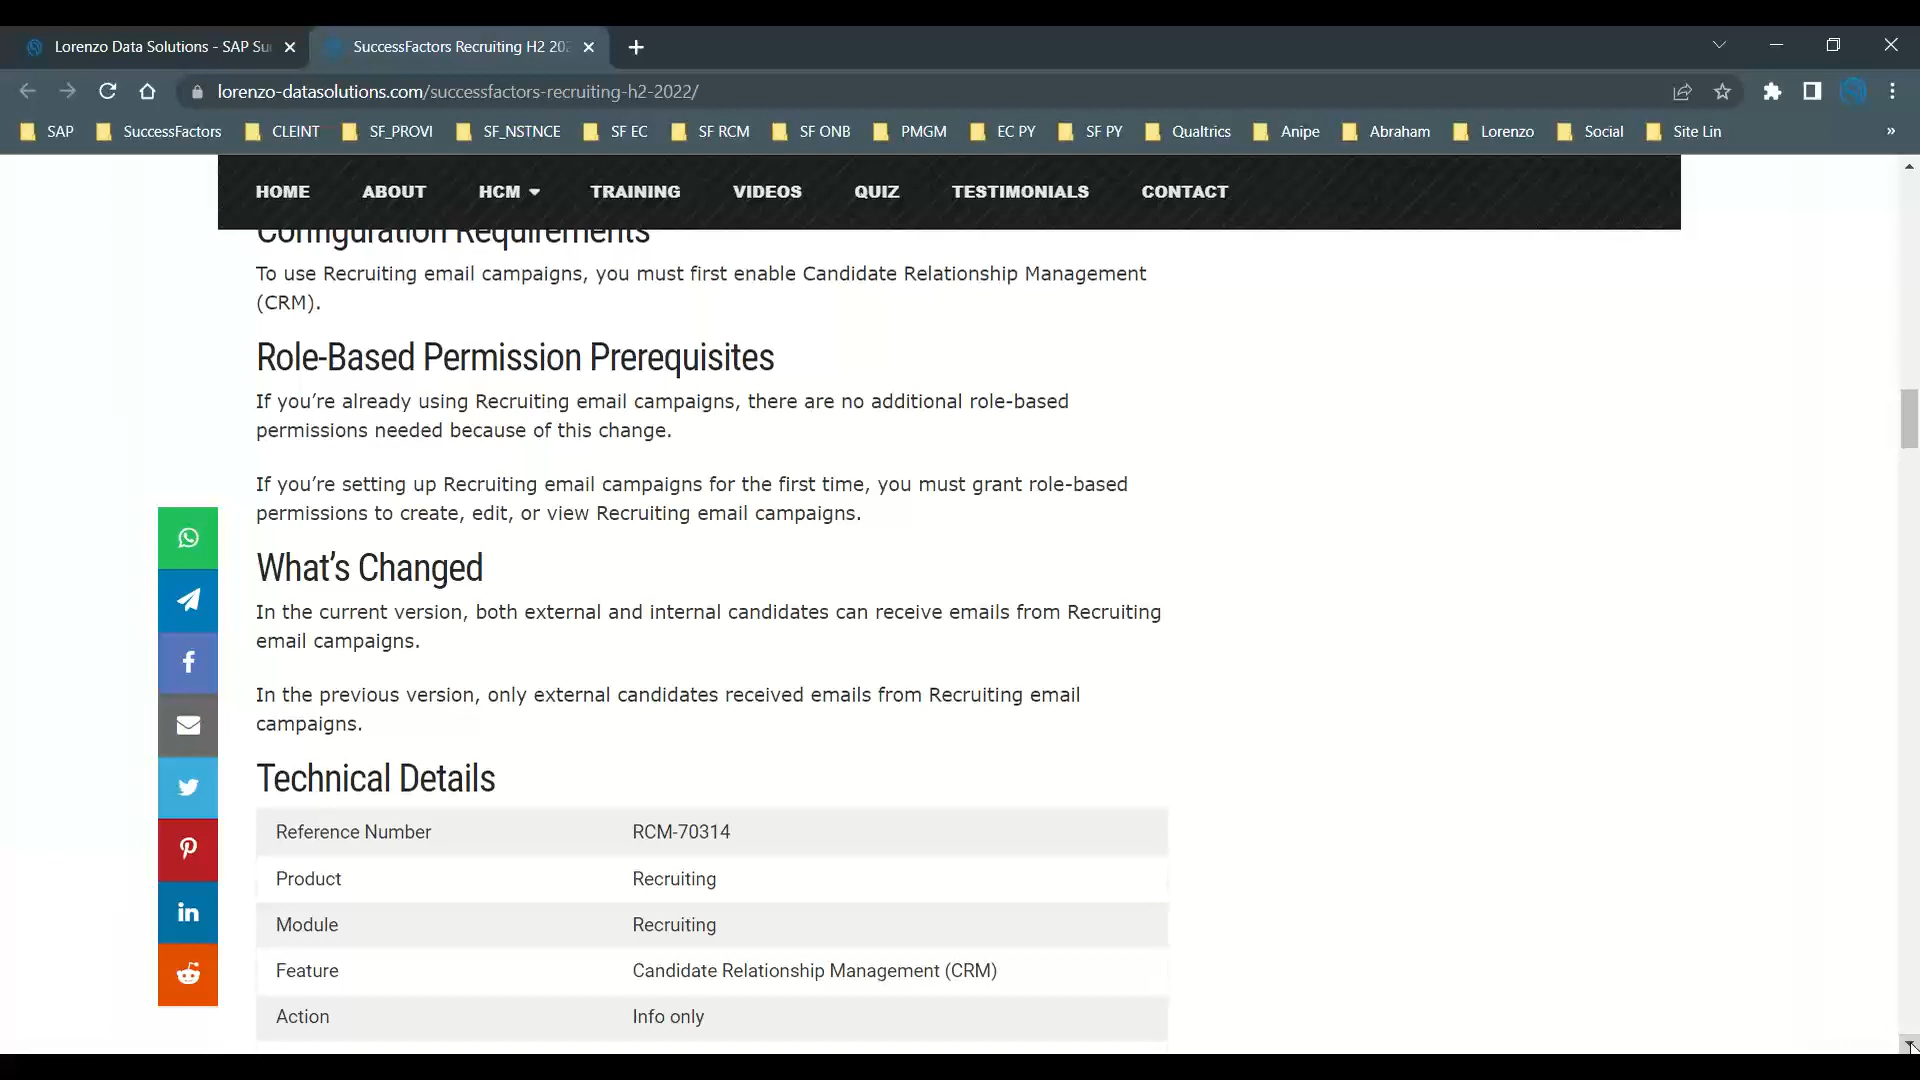 Lorenzo Data Solutions - SAP Su
SuccessFactors Recruiting H2 202
lorenzo-datasolutions.com/successfactors-recruiting-h2-2022/
SAP SuccessFactors CLEINT SF_PROVI SF_NSTNCE SF EC SF RCM SF ONB PMGM EC PY SF PY Qualtrics Anipe Abraham Lorenzo Social Site Lin »
HOME ABOUT HCM TRAINING VIDEOS QUIZ TESTIMONIALS CONTACT
Configuration Requirements
To use Recruiting email campaigns, you must first enable Candidate Relationship Management
(CRM).
Role-Based Permission Prerequisites
If you’re already using Recruiting email campaigns, there are no additional role-based
permissions needed because of this change.
If you’re setting up Recruiting email campaigns for the first time, you must grant role-based
permissions to create, edit, or view Recruiting email campaigns.
What’s Changed
In the current version, both external and internal candidates can receive emails from Recruiting
email campaigns.
In the previous version, only external candidates received emails from Recruiting email
campaigns.
Technical Details
Reference Number RCM-70314
Product Recruiting
Module Recruiting
Feature Candidate Relationship Management (CRM)
Action Info only